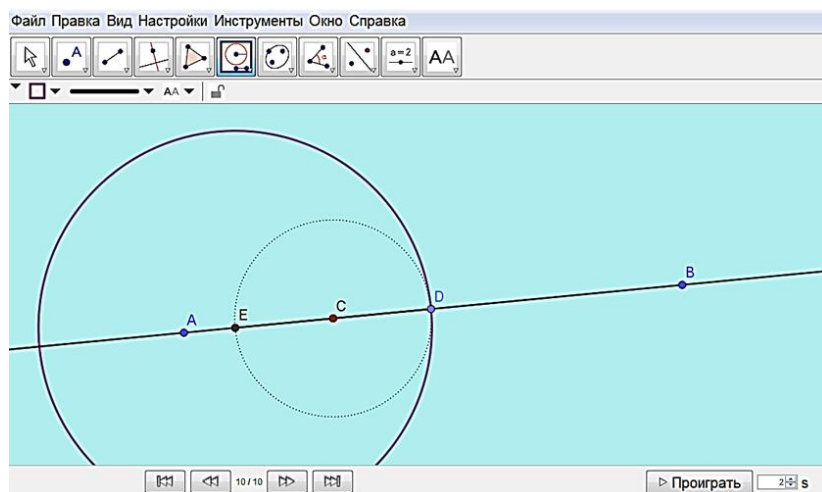 Файл Правка Вид Настройки Инструменты Окно Справка
A a=2 AA
AA
A E C D B
10 / 10 Проиграть 2 s